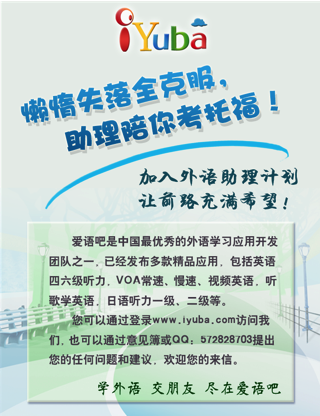 iYuba
懒惰失落全克服，
助理陪你考托福！
加入外语助理计划
让前路充满希望！
爱语吧是中国最优秀的外语学习应用开发
团队之一，已经发布多款精品应用，包括英语
四六级听力，VOA常速、慢速、视频英语，听
歌学英语，日语听力一级、二级等。
您可以通过登录www.iyuba.com访问我
们，也可以通过意见簿或QQ：572828703提出
您的任何问题和建议，欢迎您的来信。
学外语 交朋友 尽在爱语吧